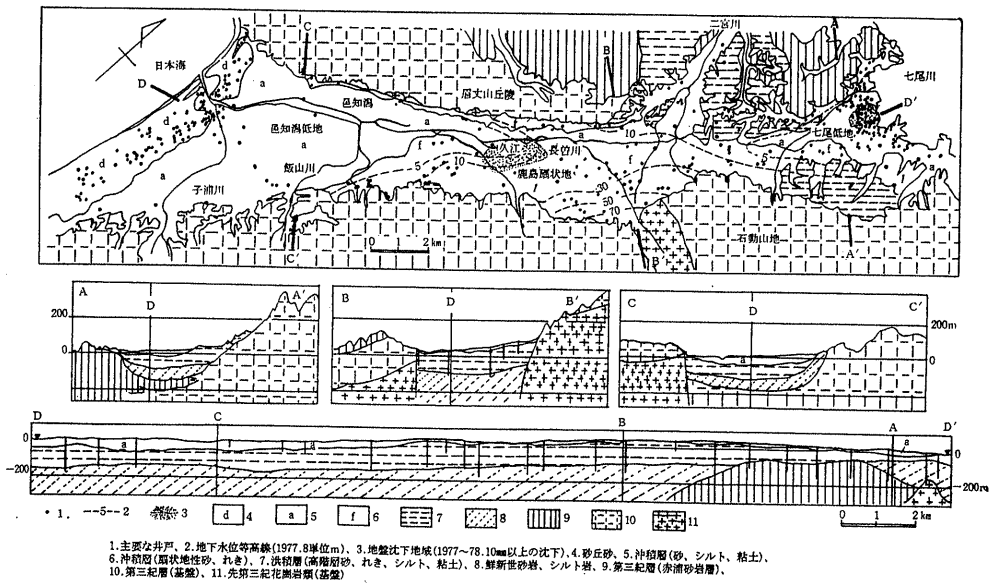 二宮川
C
A
B
日本海
D
d
a
邑知潟
眉丈山丘陵
七尾川
D'
d
邑知潟低地
a
a
a
10
七尾低地
久江
長曽川
f
5
f
d
a
飯山川
f
5
10
鹿島扇状地
f
f
a
子浦川
30
50
70
石動山地
0 1 2 km
C'
B'
A'
A
A'
D
200
0
B
B'
D
C
C'
D
200m
0
a
D
C
B
A
D'
0
-200
a
a
a
0
-200m
1. --5--2 3 d 4 a 5 f 6 7 8 9 10 11
0 1 2 km
1.主要な井戸、2.地下水位等高線(1977.8単位m)、3.地盤沈下地域(1977~78.10㎜以上の沈下)、4.砂丘砂、5.沖積層(砂、シルト、粘土)、
6.沖積層(扇状地性砂、れき)、7.洪積層(高階層砂、れき、シルト、粘土)、8.鮮新世砂岩、シルト岩、9.第三紀層(赤浦砂岩層)、
10.第三紀層(基盤)、11.先第三紀花崗岩類(基盤)